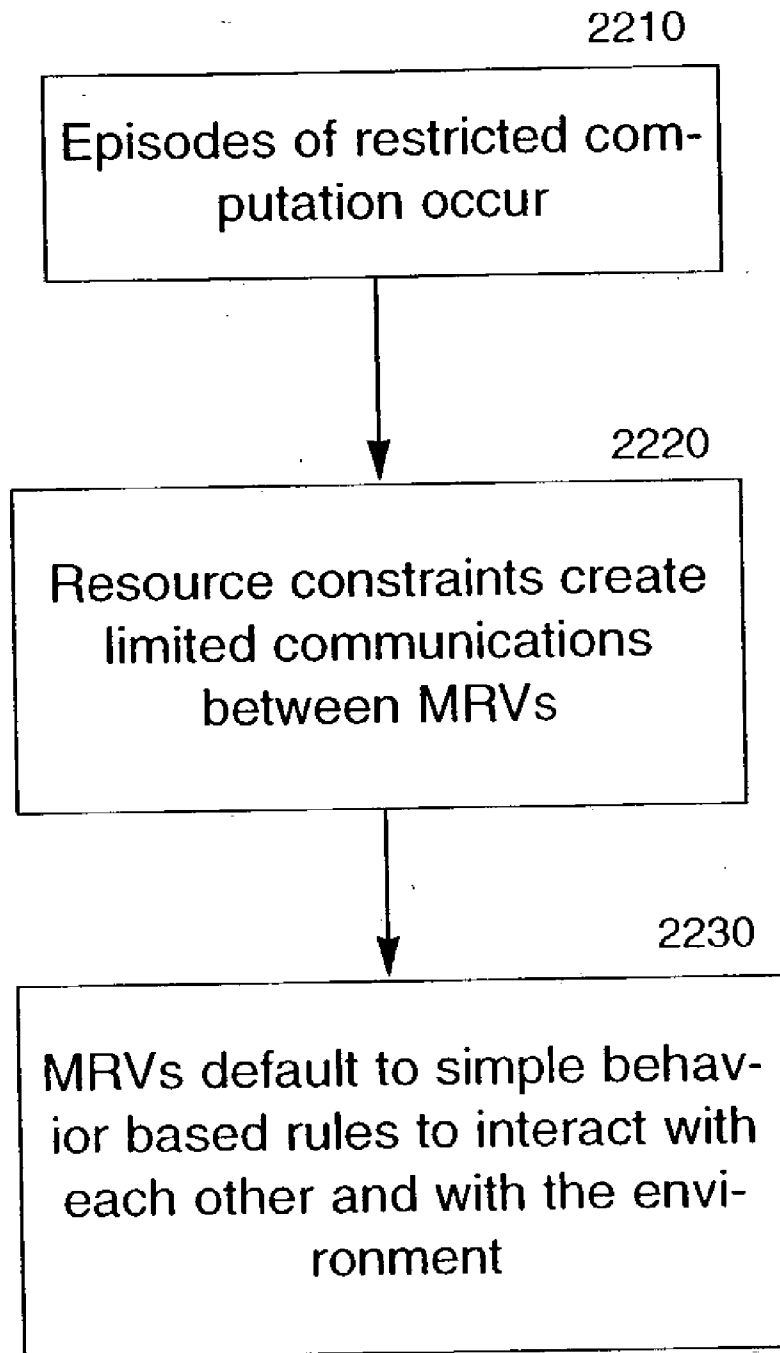 2210
Episodes of restricted com-
putation occur
2220
Resource constraints create
limited communications
between MRVs
2230
MRVs default to simple behav-
ior based rules to interact with
each other and with the envi-
ronment